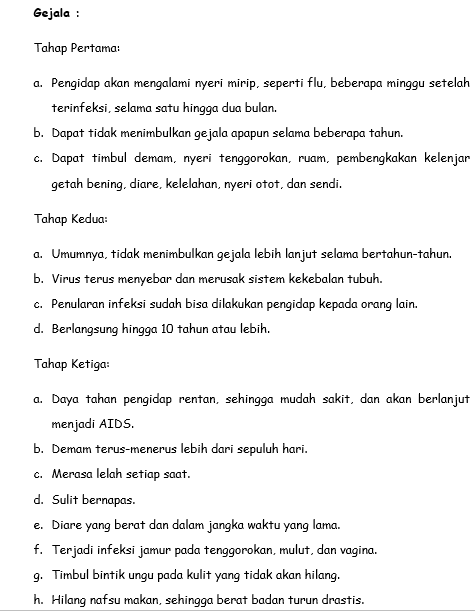 Gejala :
Tahap Pertama:
a. Pengidap akan mengalami nyeri mirip, seperti flu, beberapa minggu setelah
terinfeksi, selama satu hingga dua bulan.
b. Dapat tidak menimbulkan gejala apapun selama beberapa tahun.
c. Dapat timbul demam, nyeri tenggorokan, ruam, pembengkakan kelenjar
getah bening, diare, kelelahan, nyeri otot, dan sendi.
Tahap Kedua:
a. Umumnya, tidak menimbulkan gejala lebih lanjut selama bertahun-tahun.
b. Virus terus menyebar dan merusak sistem kekebalan tubuh.
c. Penularan infeksi sudah bisa dilakukan pengidap kepada orang lain.
d. Berlangsung hingga 10 tahun atau lebih.
Tahap Ketiga:
a. Daya tahan pengidap rentan, sehingga mudah sakit, dan akan berlanjut
menjadi AIDS.
b. Demam terus-menerus lebih dari sepuluh hari.
c. Merasa lelah setiap saat.
d. Sulit bernapas.
e. Diare yang berat dan dalam jangka waktu yang lama.
f. Terjadi infeksi jamur pada tenggorokan, mulut, dan vagina.
g. Timbul bintik ungu pada kulit yang tidak akan hilang.
h. Hilang nafsu makan, sehingga berat badan turun drastis.